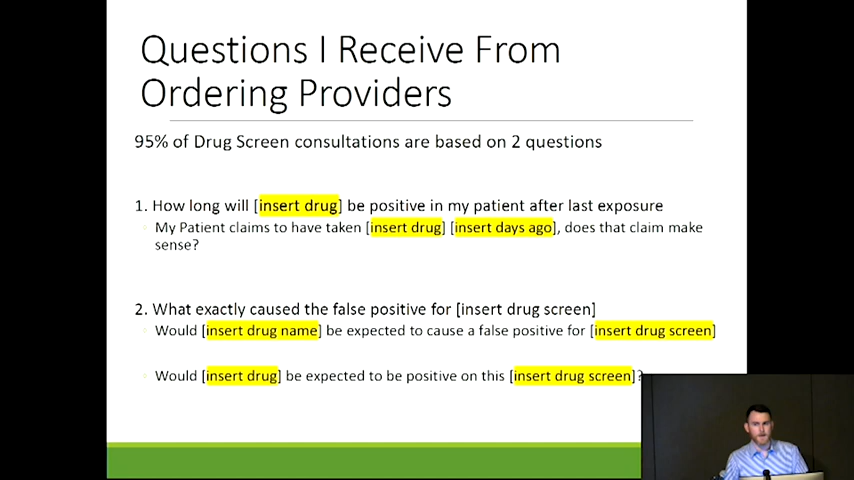 Questions I Receive From
Ordering Providers
95% of Drug Screen consultations are based on 2 questions
1. How long will [insert drug] be positive in my patient after last exposure
◦ My Patient claims to have taken [insert drug] [insert days ago], does that claim make
sense?
2. What exactly caused the false positive for [insert drug screen]
◦ Would [insert drug name] be expected to cause a false positive for [insert drug screen]
◦ Would [insert drug] be expected to be positive on this [insert drug screen]?